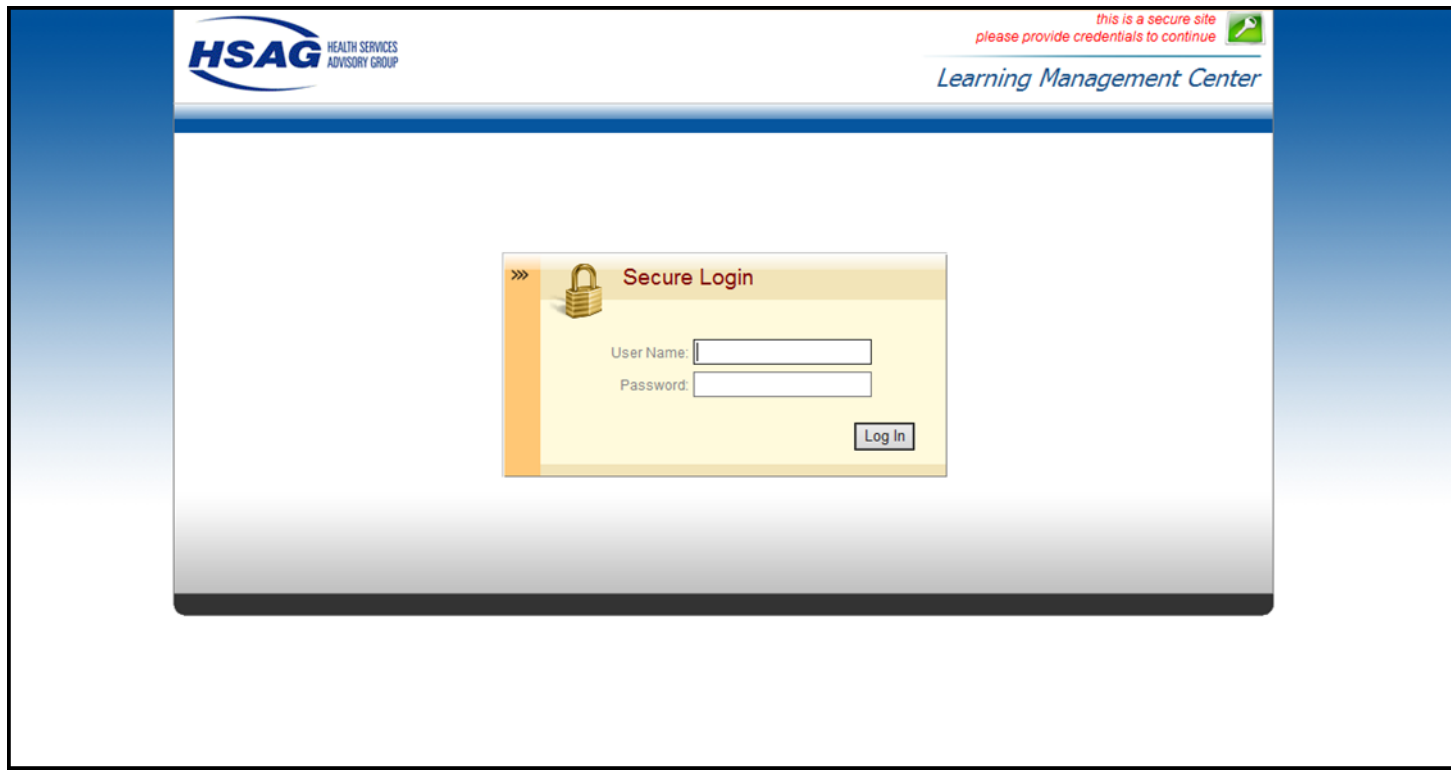 HSAG HEALTH SERVICES
ADVISORY GROUP
this is a secure site
please provide credentials to continue
Learning Management Center
>>> Secure Login
User Name:
Password:
Log In